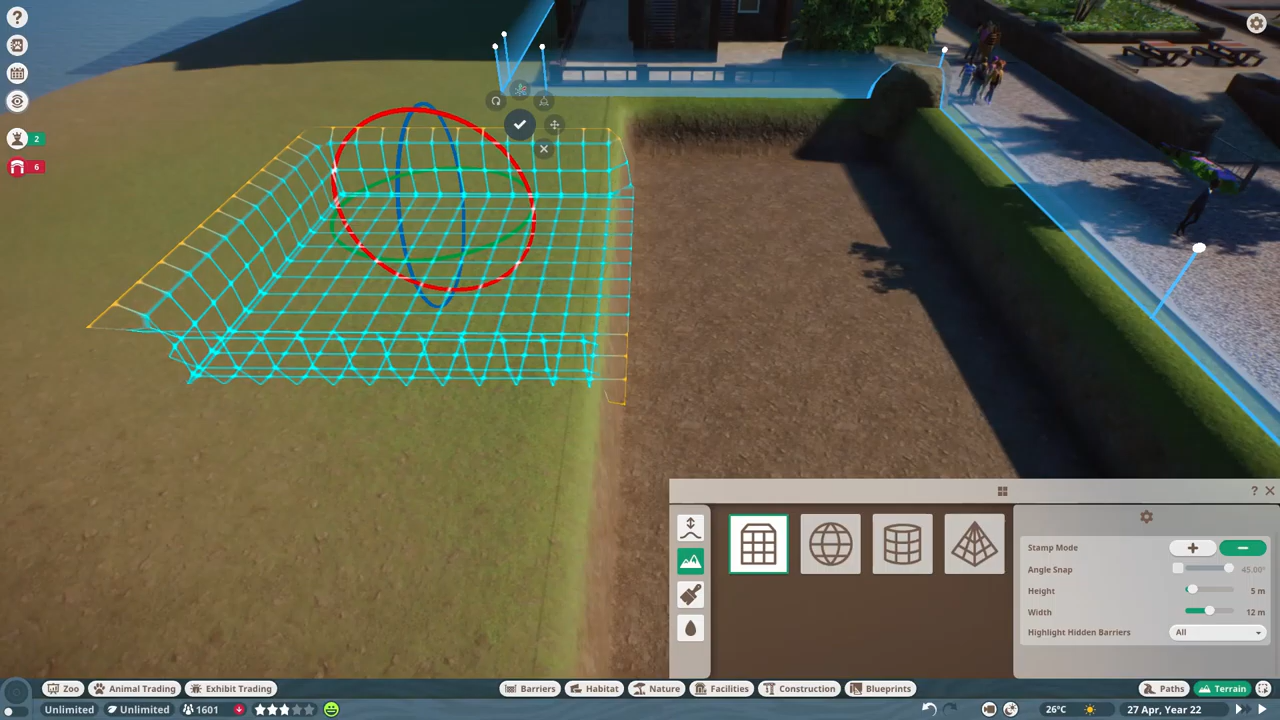 ?
2
6
? ×
Stamp Mode + −
Angle Snap 45.00°
Height 5 m
Width 12 m
Highlight Hidden Barriers All
Zoo Animal Trading Exhibit Trading Barriers Habitat Nature Facilities Construction Blueprints Paths Terrain
Unlimited Unlimited 1601 26°C 27 Apr, Year 22